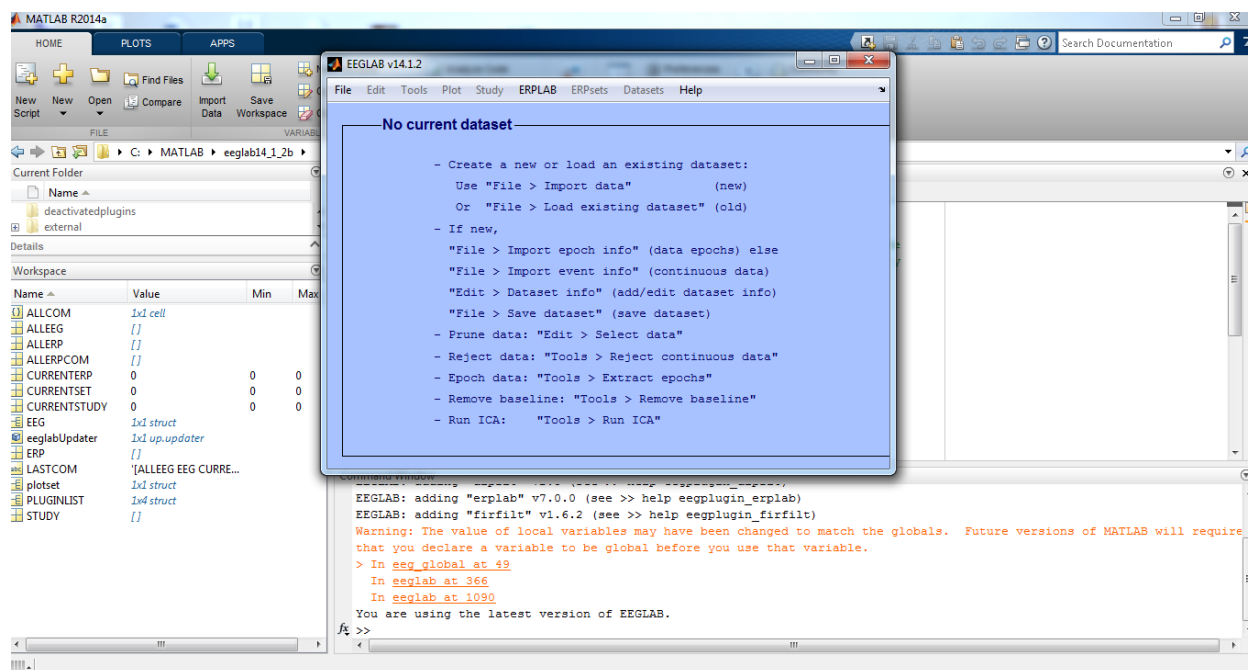 MATLAB R2014a
HOME PLOTS APPS
Search Documentation
New Script
New
Open
Find Files
Compare
Import Data
Save Workspace
FILE
VARIABL
C: MATLAB eeglab14_1_2b
Current Folder
Name
deactivatedplugins
external
Details
Workspace
Name Value Min Max
ALLCOM 1x1 cell
ALLEEG []
ALLERP []
ALLERPCOM []
CURRENTERP 0 0 0
CURRENTSET 0 0 0
CURRENTSTUDY 0 0 0
EEG 1x1 struct
eeglabUpdater 1x1 up.updater
ERP []
LASTCOM '[ALLEEG EEG CURRE...
plotset 1x1 struct
PLUGINLIST 1x4 struct
STUDY []
EEGLAB v14.1.2
File Edit Tools Plot Study ERPLAB ERPsets Datasets Help
No current dataset
- Create a new or load an existing dataset:
Use "File > Import data" (new)
Or "File > Load existing dataset" (old)
- If new,
"File > Import epoch info" (data epochs) else
"File > Import event info" (continuous data)
"Edit > Dataset info" (add/edit dataset info)
"File > Save dataset" (save dataset)
- Prune data: "Edit > Select data"
- Reject data: "Tools > Reject continuous data"
- Epoch data: "Tools > Extract epochs"
- Remove baseline: "Tools > Remove baseline"
- Run ICA: "Tools > Run ICA"
Command Window
EEGLAB: adding "erplab" v7.0.0 (see >> help eegplugin_erplab)
EEGLAB: adding "firfilt" v1.6.2 (see >> help eegplugin_firfilt)
Warning: The value of local variables may have been changed to match the globals. Future versions of MATLAB will require
that you declare a variable to be global before you use that variable.
> In eeg_global at 49
In eeglab at 366
In eeglab at 1090
You are using the latest version of EEGLAB.
fx >>